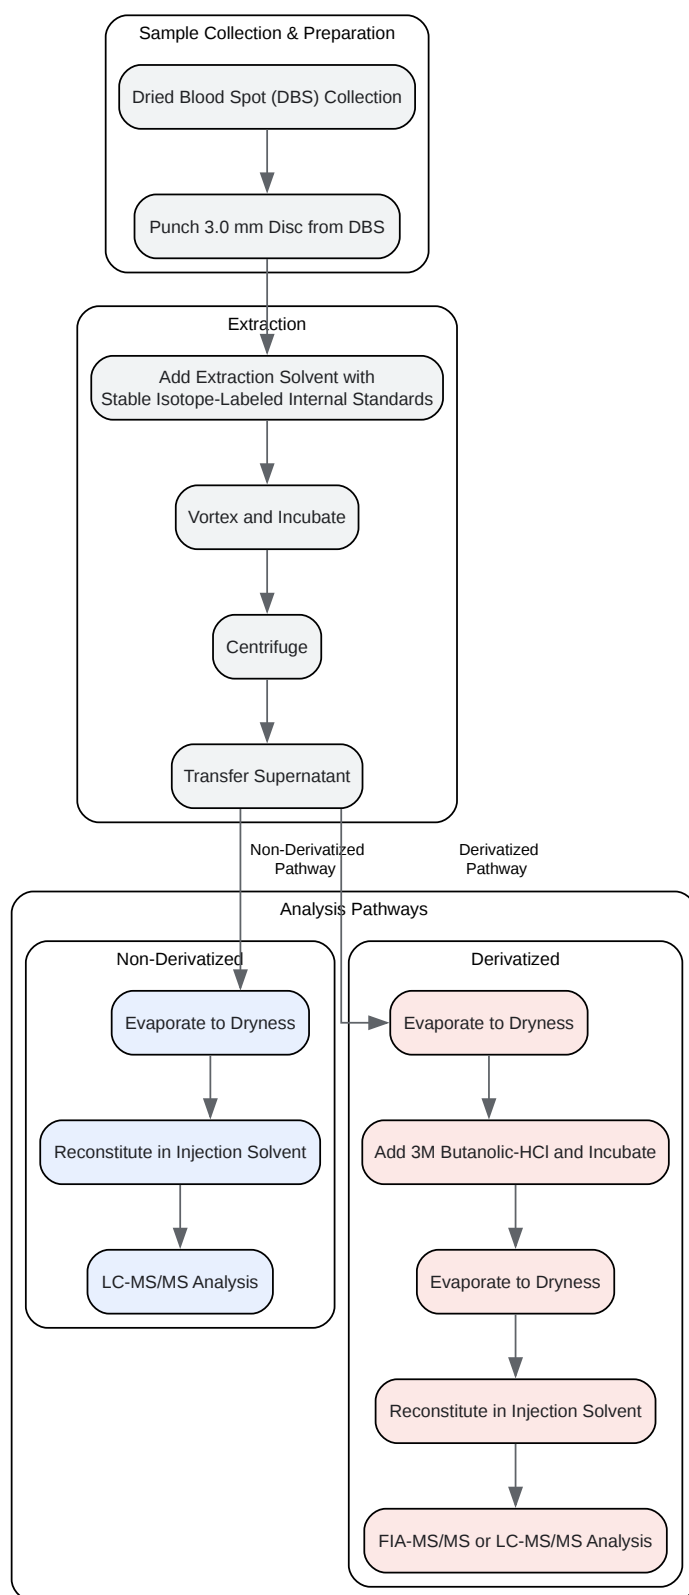 Sample Collection & Preparation
Dried Blood Spot (DBS) Collection
Punch 3.0 mm Disc from DBS
Extraction
Add Extraction Solvent with
Stable Isotope-Labeled Internal Standards
Vortex and Incubate
Centrifuge
Transfer Supernatant
Non-Derivatized
Pathway
Derivatized
Pathway
Analysis Pathways
Non-Derivatized
Evaporate to Dryness
Reconstitute in Injection Solvent
LC-MS/MS Analysis
Derivatized
Evaporate to Dryness
Add 3M Butanolic-HCl and Incubate
Evaporate to Dryness
Reconstitute in Injection Solvent
FIA-MS/MS or LC-MS/MS Analysis